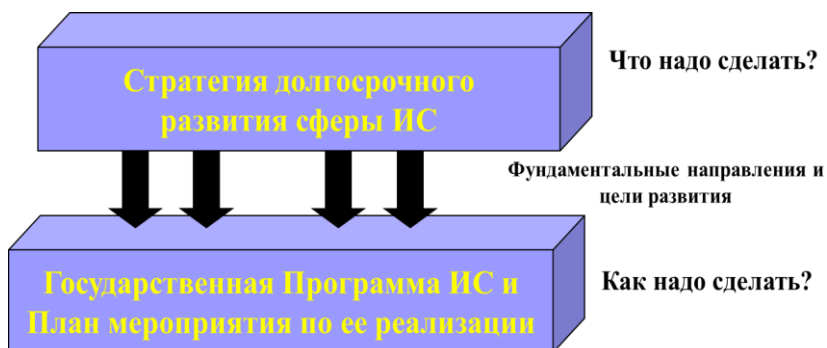 Стратегия долгосрочного
развития сферы ИС
Что надо сделать?
Фундаментальные направления и
цели развития
Государственная Программа ИС и
План мероприятия по ее реализации
Как надо сделать?